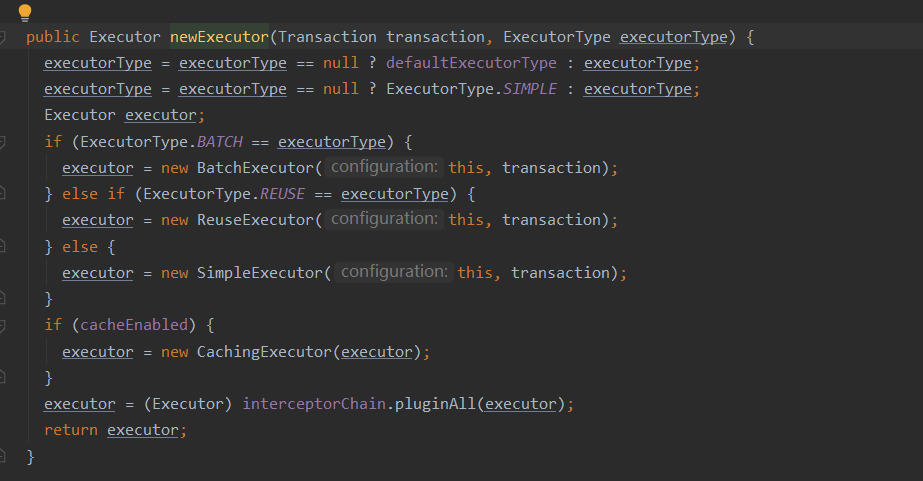 public Executor newExecutor(Transaction transaction, ExecutorType executorType) {
executorType = executorType == null ? defaultExecutorType : executorType;
executorType = executorType == null ? ExecutorType.SIMPLE : executorType;
Executor executor;
if (ExecutorType.BATCH == executorType) {
executor = new BatchExecutor( configuration: this, transaction);
} else if (ExecutorType.REUSE == executorType) {
executor = new ReuseExecutor( configuration: this, transaction);
} else {
executor = new SimpleExecutor( configuration: this, transaction);
}
if (cacheEnabled) {
executor = new CachingExecutor(executor);
}
executor = (Executor) interceptorChain.pluginAll(executor);
return executor;
}